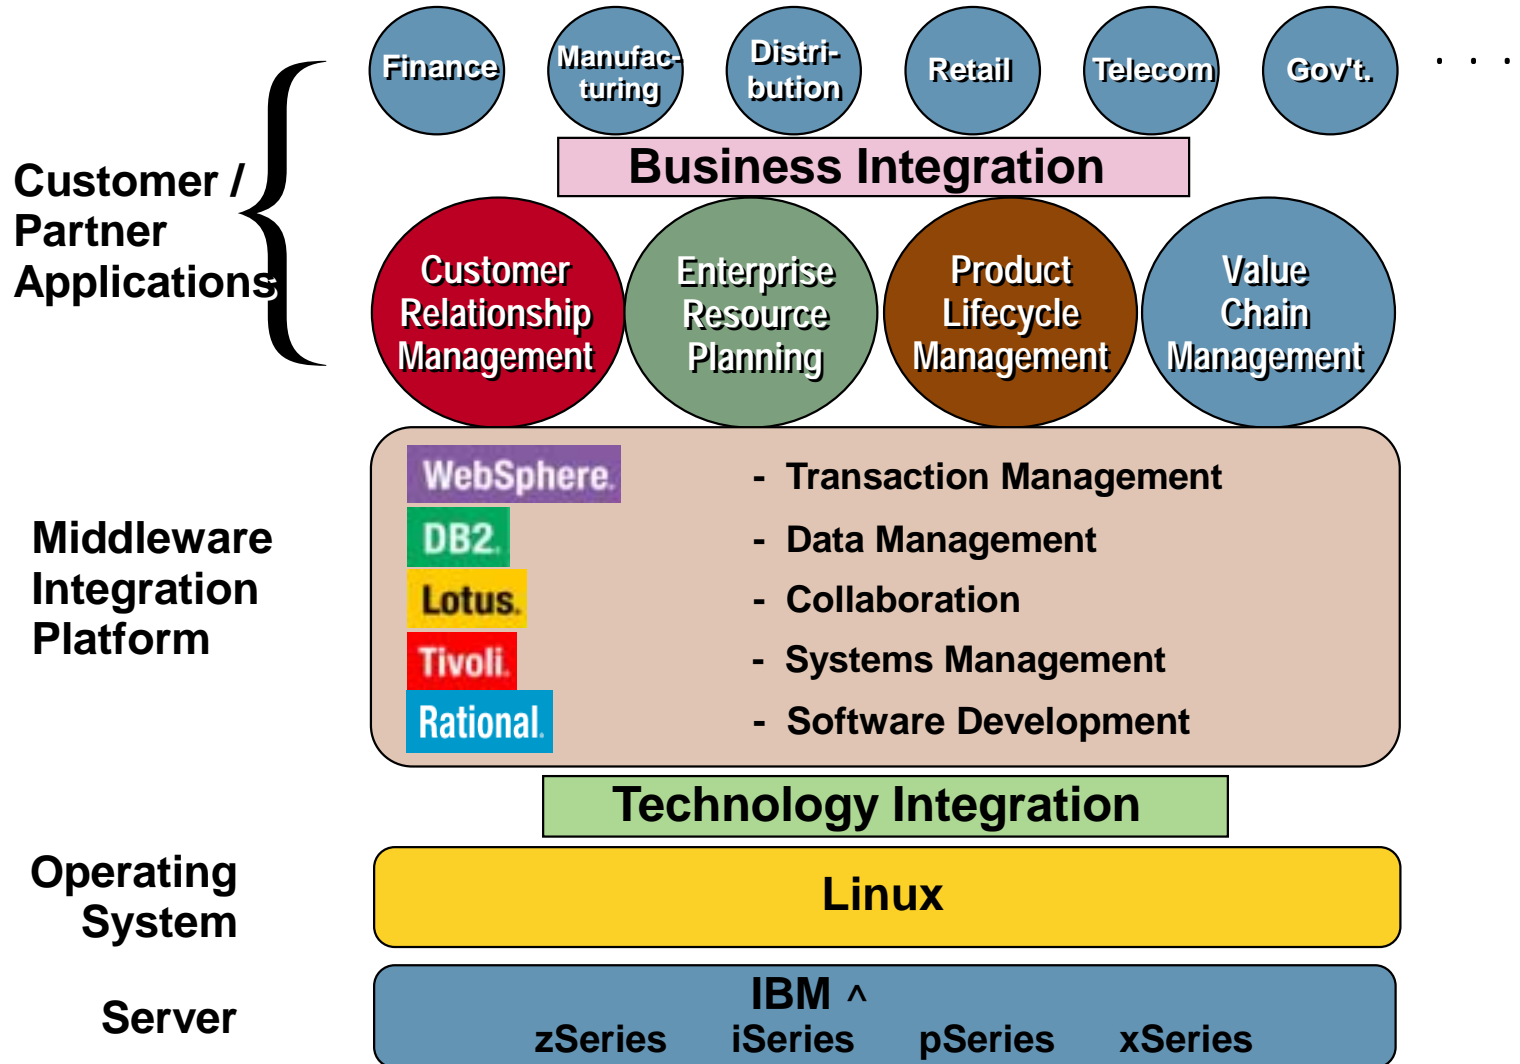 Finance
Manufac-
turing
Distri-
bution
Retail
Telecom
Gov't.
. . .
Business Integration
Customer /
Partner
Applications
Customer
Relationship
Management
Enterprise
Resource
Planning
Product
Lifecycle
Management
Value
Chain
Management
Middleware
Integration
Platform
WebSphere. - Transaction Management
DB2. - Data Management
Lotus. - Collaboration
Tivoli. - Systems Management
Rational. - Software Development
Technology Integration
Operating
System
Linux
Server
IBM ^
zSeries iSeries pSeries xSeries